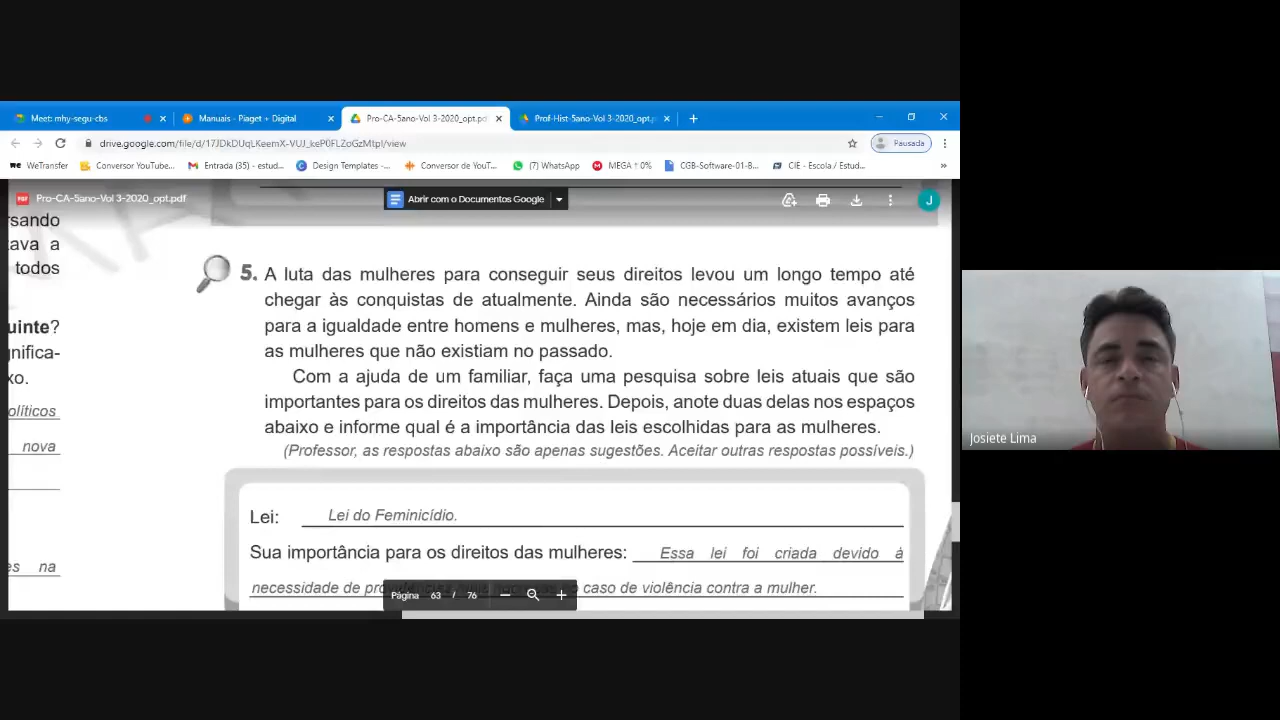 Meet: mhy-segu-cbs
Manuais - Piaget + Digital
Pro-CA-5ano-Vol 3-2020_opt.pd
Prof-Hist-5ano-Vol 3-2020_opt.p
drive.google.com/file/d/17JDkDUqLKeemX-VUJ_kePOFLZoGzMtpI/view
Pausada
WeTransfer
Conversor YouTube...
Entrada (35) - estud...
Design Templates -...
Conversor de YouT...
(7) WhatsApp
MEGA ↑0%
CGB-Software-01-B...
CIE - Escola / Estud...
»
PDF
Pro-CA-5ano-Vol 3-2020_opt.pdf
Abrir com o Documentos Google
J
rsando
tava a
todos
uinte?
gnifica-
xo.
olíticos
nova
es na
5. A luta das mulheres para conseguir seus direitos levou um longo tempo até
chegar às conquistas de atualmente. Ainda são necessários muitos avanços
para a igualdade entre homens e mulheres, mas, hoje em dia, existem leis para
as mulheres que não existiam no passado.
Com a ajuda de um familiar, faça uma pesquisa sobre leis atuais que são
importantes para os direitos das mulheres. Depois, anote duas delas nos espaços
abaixo e informe qual é a importância das leis escolhidas para as mulheres.
(Professor, as respostas abaixo são apenas sugestões. Aceitar outras respostas possíveis.)
Lei: Lei do Feminicídio.
Sua importância para os direitos das mulheres: Essa lei foi criada devido à
necessidade de caso de violência contra a mulher.
Página 63 / 76
Josiete Lima